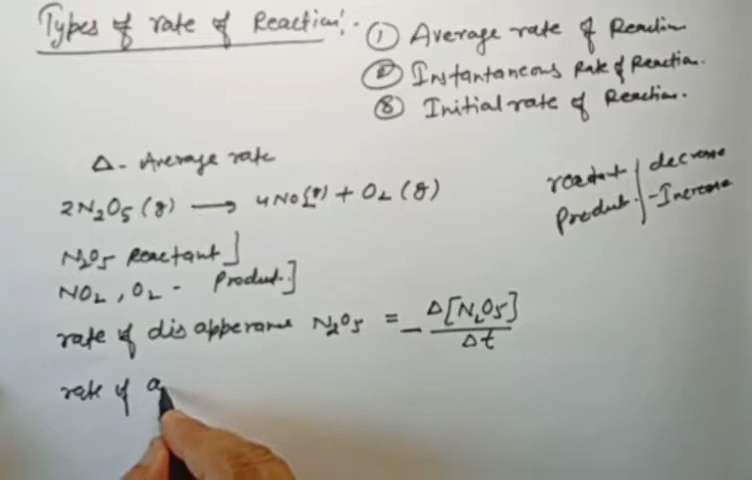 Types of rate of Reaction:-
① Average rate of Reaction
② Instantaneous Rate of Reaction.
③ Initial rate of Reaction.
Δ - Average rate
2N₂O₅ (g) ⟶ 4NO (g) + O₂ (g)
reactant / decrease
Product. / - Increase
N₂O₅ Reactant ]
NO₂, O₂ - Product. ]
rate of disapperance N₂O₅ = - Δ[N₂O₅] / Δt
rate of a